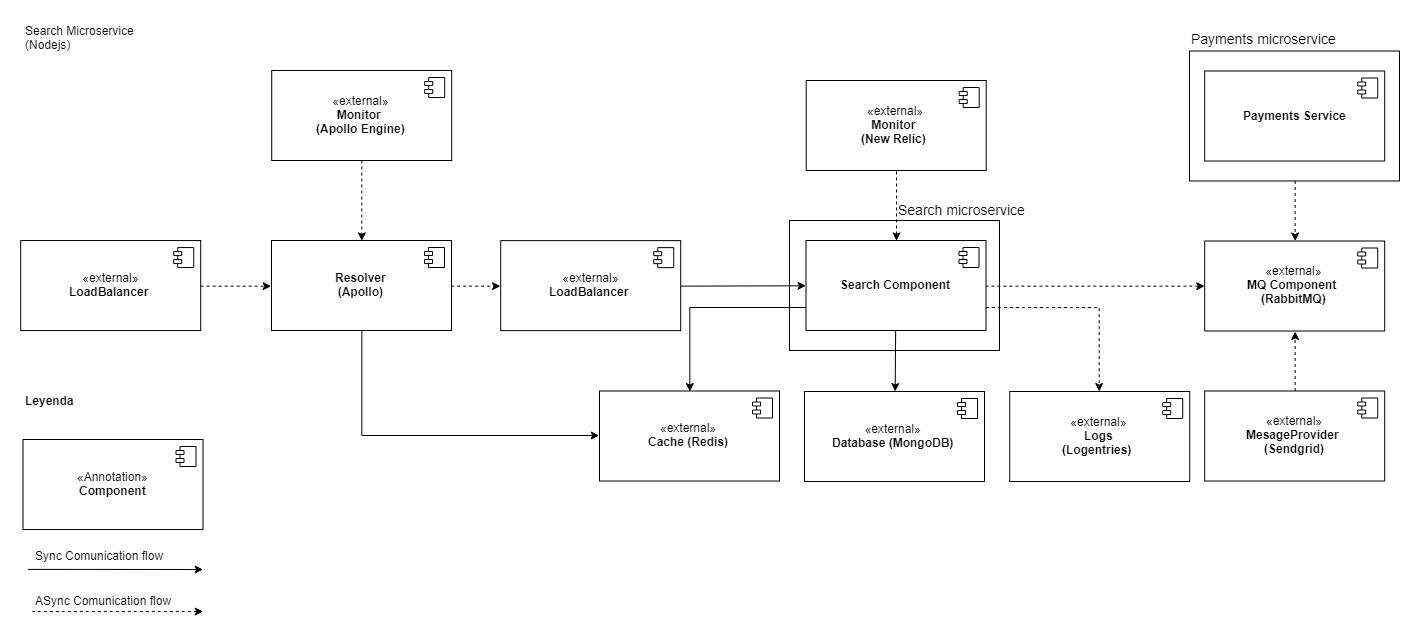 Search Microservice
(Nodejs)
Payments microservice
«external»
Monitor
(Apollo Engine)
«external»
Monitor
(New Relic)
Payments Service
Search microservice
«external»
LoadBalancer
Resolver
(Apollo)
«external»
LoadBalancer
Search Component
«external»
MQ Component
(RabbitMQ)
Leyenda
«external»
Cache (Redis)
«external»
Database (MongoDB)
«external»
Logs
(Logentries)
«external»
MesageProvider
(Sendgrid)
«Annotation»
Component
Sync Comunication flow
ASync Comunication flow